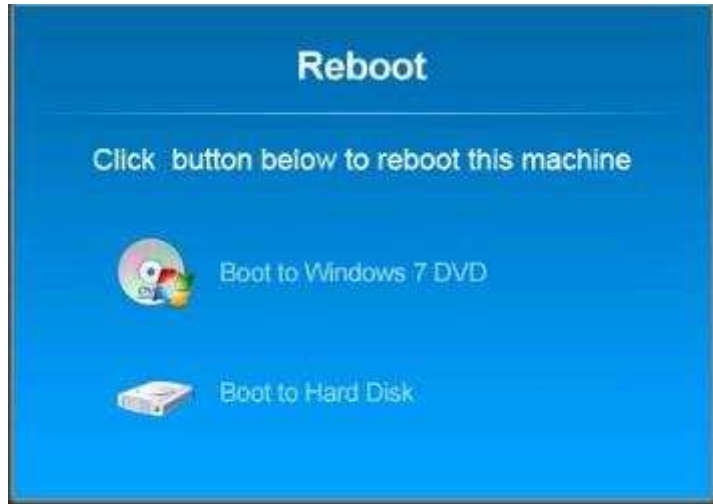 Reboot
Click button below to reboot this machine
Boot to Windows 7 DVD
Boot to Hard Disk